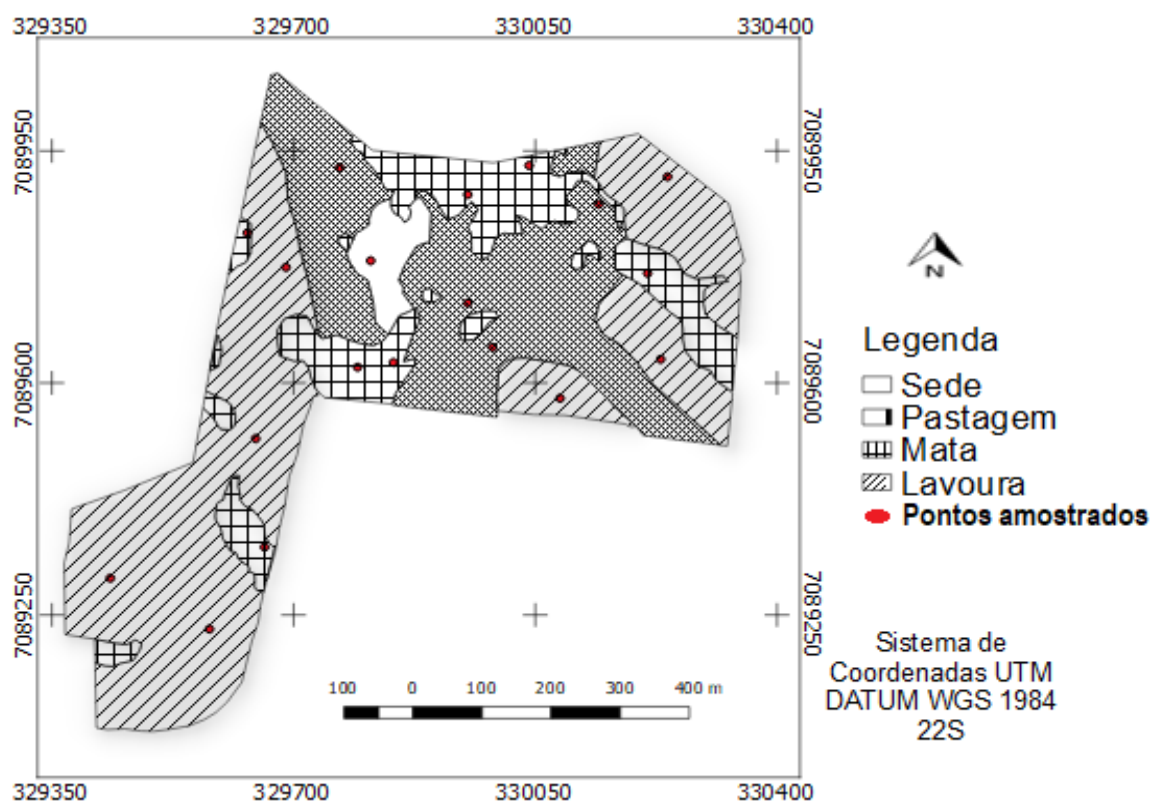 329350 329700 330050 330400
7089950
7089950
7089600
7089600
7089250
7089250
N
Legenda
Sede
Pastagem
Mata
Lavoura
Pontos amostrados
Sistema de
Coordenadas UTM
DATUM WGS 1984
22S
100 0 100 200 300 400 m
329350 329700 330050 330400